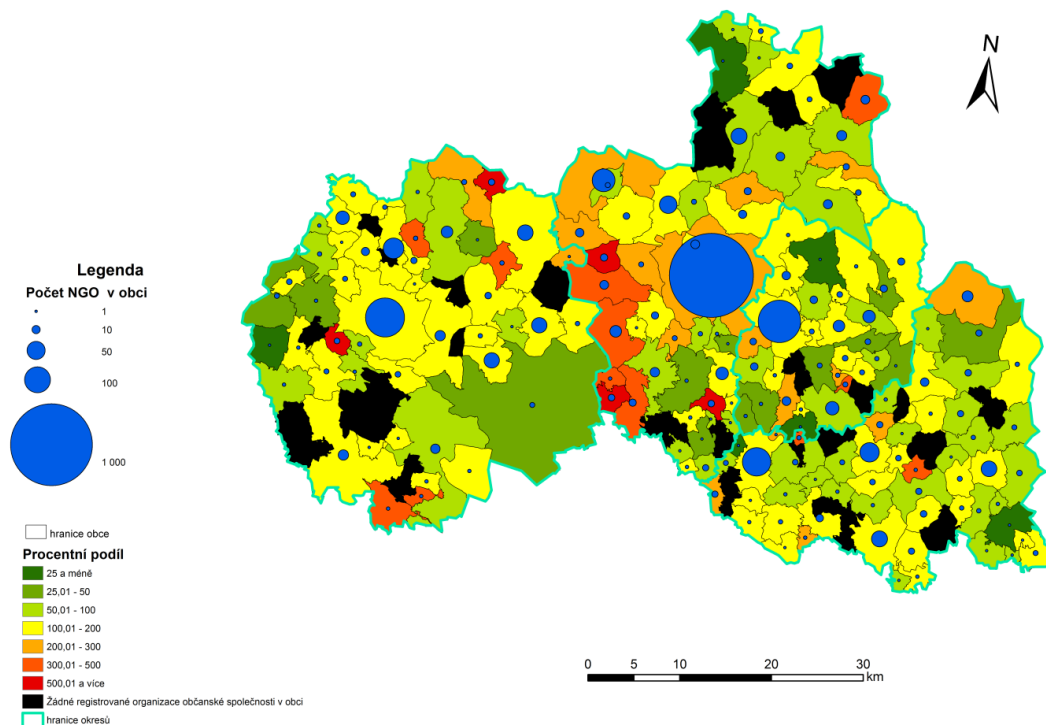 N
Legenda
Počet NGO v obci
1
10
50
100
1 000
hranice obce
Procentní podíl
25 a méně
25,01 - 50
50,01 - 100
100,01 - 200
200,01 - 300
300,01 - 500
500,01 a více
Žádné registrované organizace občanské společnosti v obci
hranice okresů
0 5 10 20 30
km